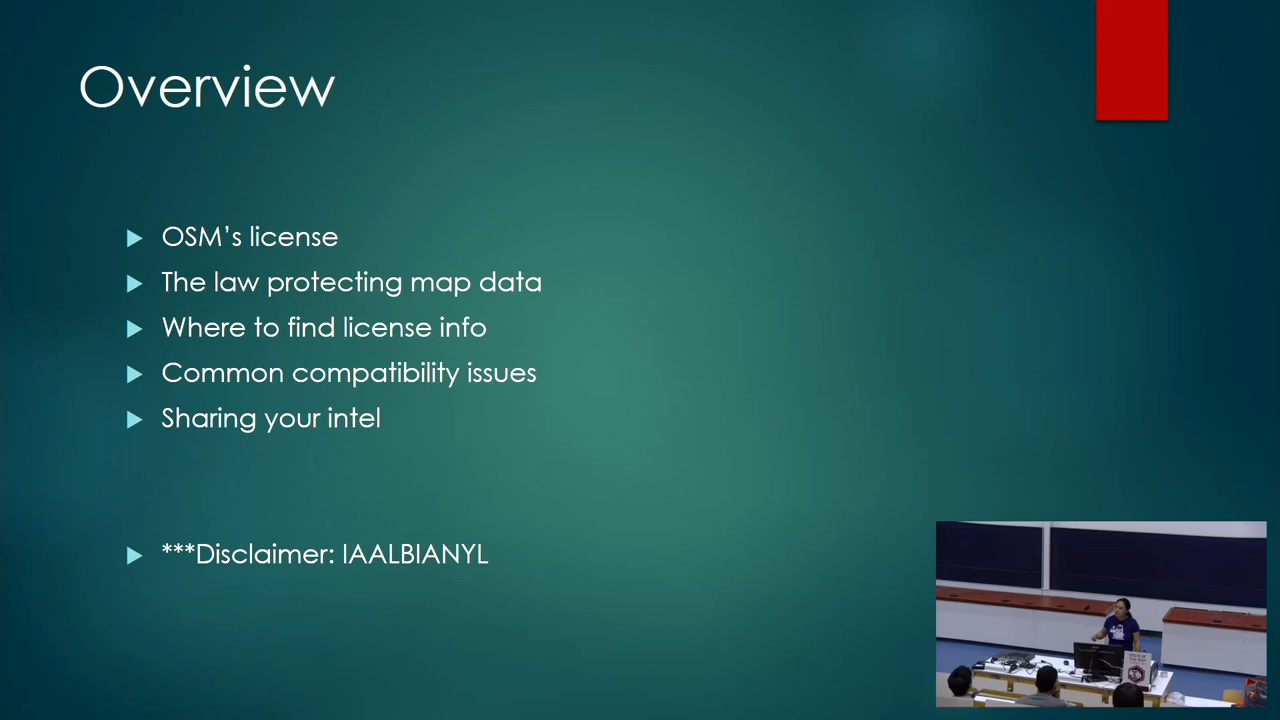 Overview
OSM's license
The law protecting map data
Where to find license info
Common compatibility issues
Sharing your intel
***Disclaimer: IAALBIANYL